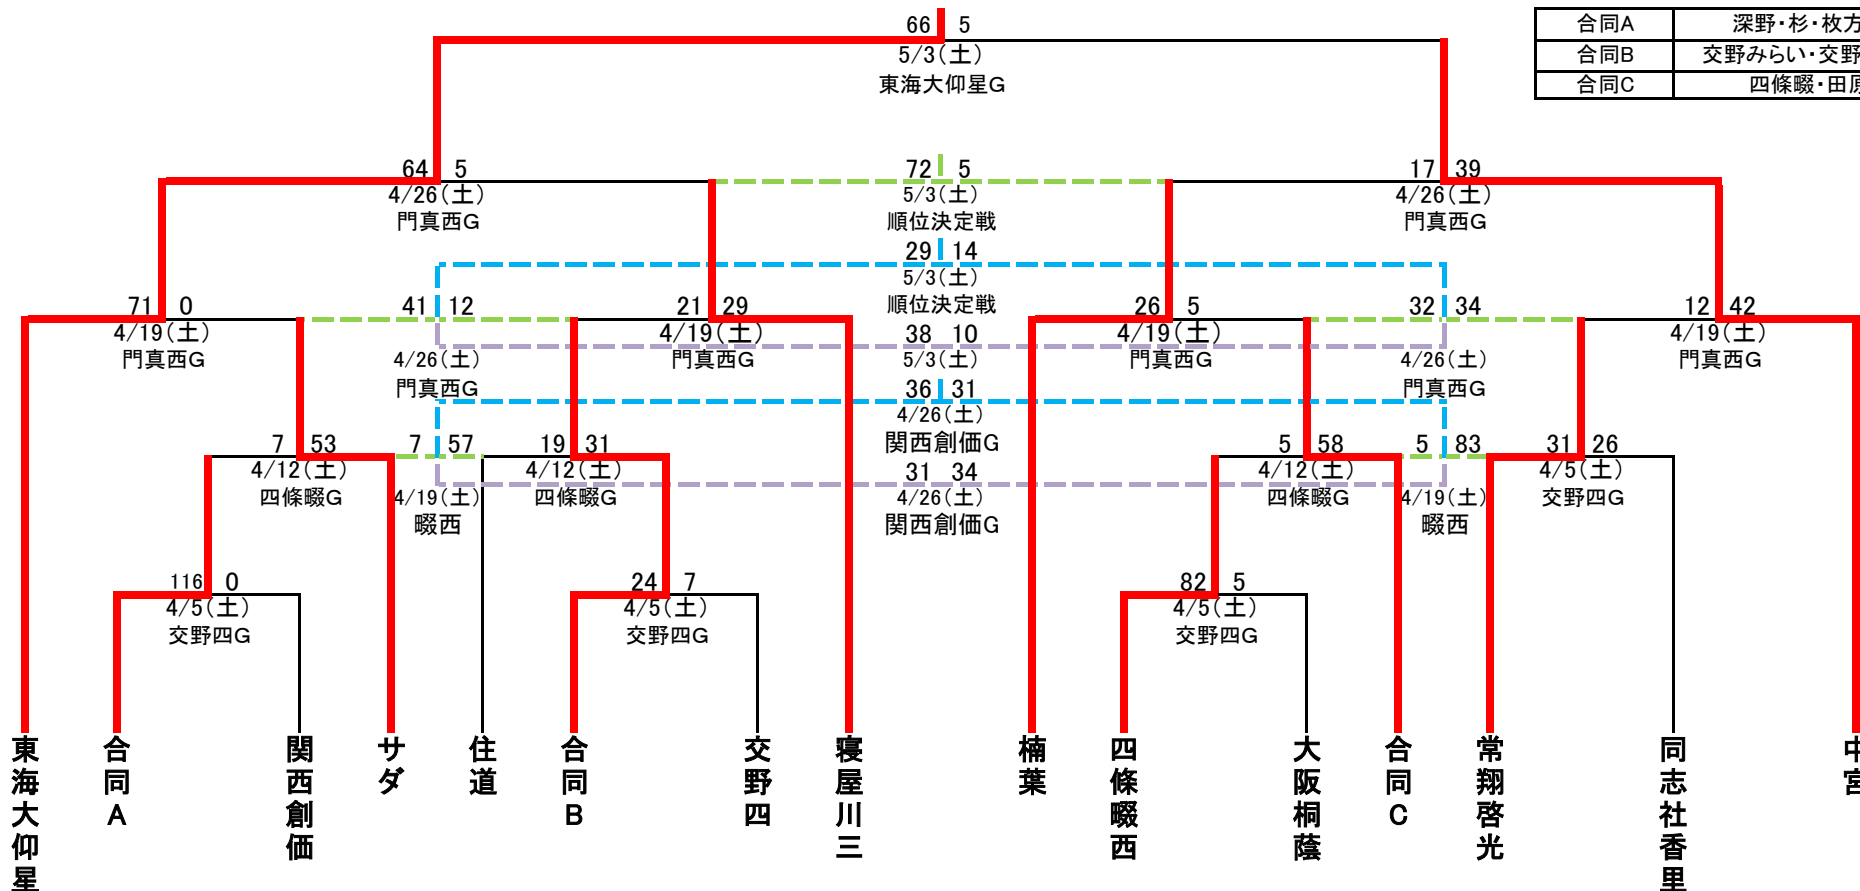 66 5
5/3(土)
東海大仰星G
合同A 深野・杉・枚方
合同B 交野みらい・交野
合同C 四條畷・田原
64 5
4/26(土)
門真西G
72 5
5/3(土)
順位決定戦
17 39
4/26(土)
門真西G
29 14
5/3(土)
順位決定戦
71 0
4/19(土)
門真西G
41 12
4/26(土)
門真西G
21 29
4/19(土)
門真西G
38 10
5/3(土)
26 5
4/19(土)
門真西G
32 34
4/26(土)
門真西G
12 42
4/19(土)
門真西G
36 31
4/26(土)
関西創価G
7 53
4/12(土)
四條畷G
7 57
4/19(土)
畷西
19 31
4/12(土)
四條畷G
31 34
4/26(土)
関西創価G
5 58
4/12(土)
四條畷G
5 83
4/19(土)
畷西
31 26
4/5(土)
交野四G
116 0
4/5(土)
交野四G
24 7
4/5(土)
交野四G
82 5
4/5(土)
交野四G
東海大仰星
合同A
関西創価
サダ
住道
合同B
交野四
寝屋川三
楠葉
四條畷西
大阪桐蔭
合同C
常翔啓光
同志社香里
中宮